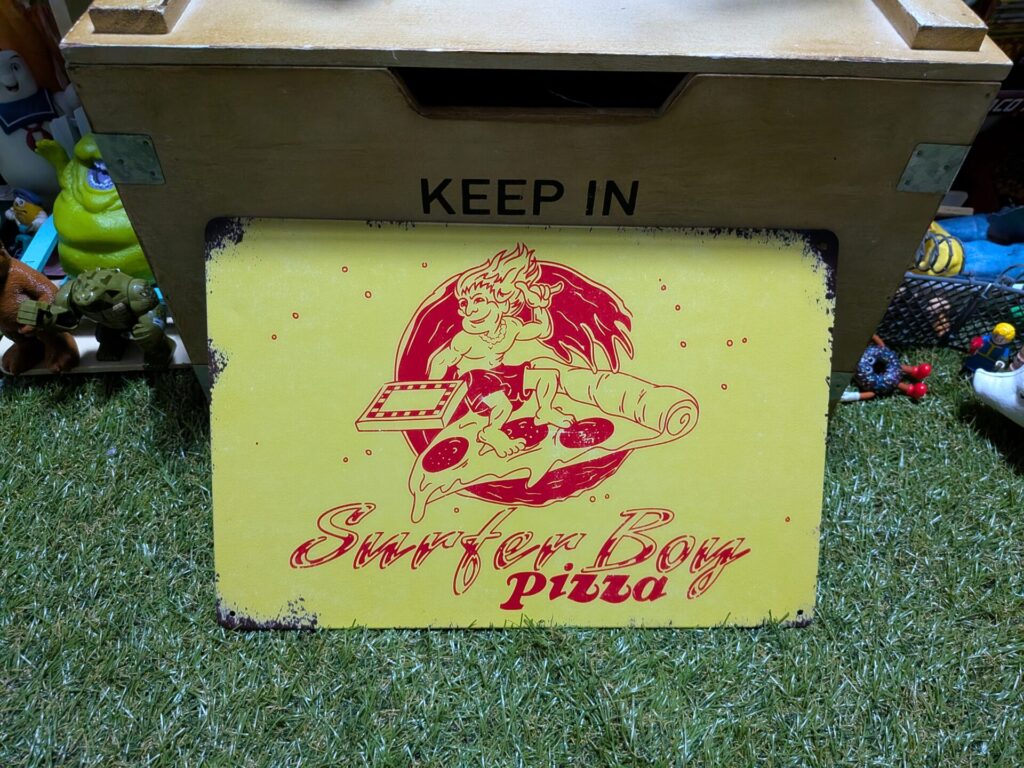 KEEP IN
Surfer Boy
Pizza